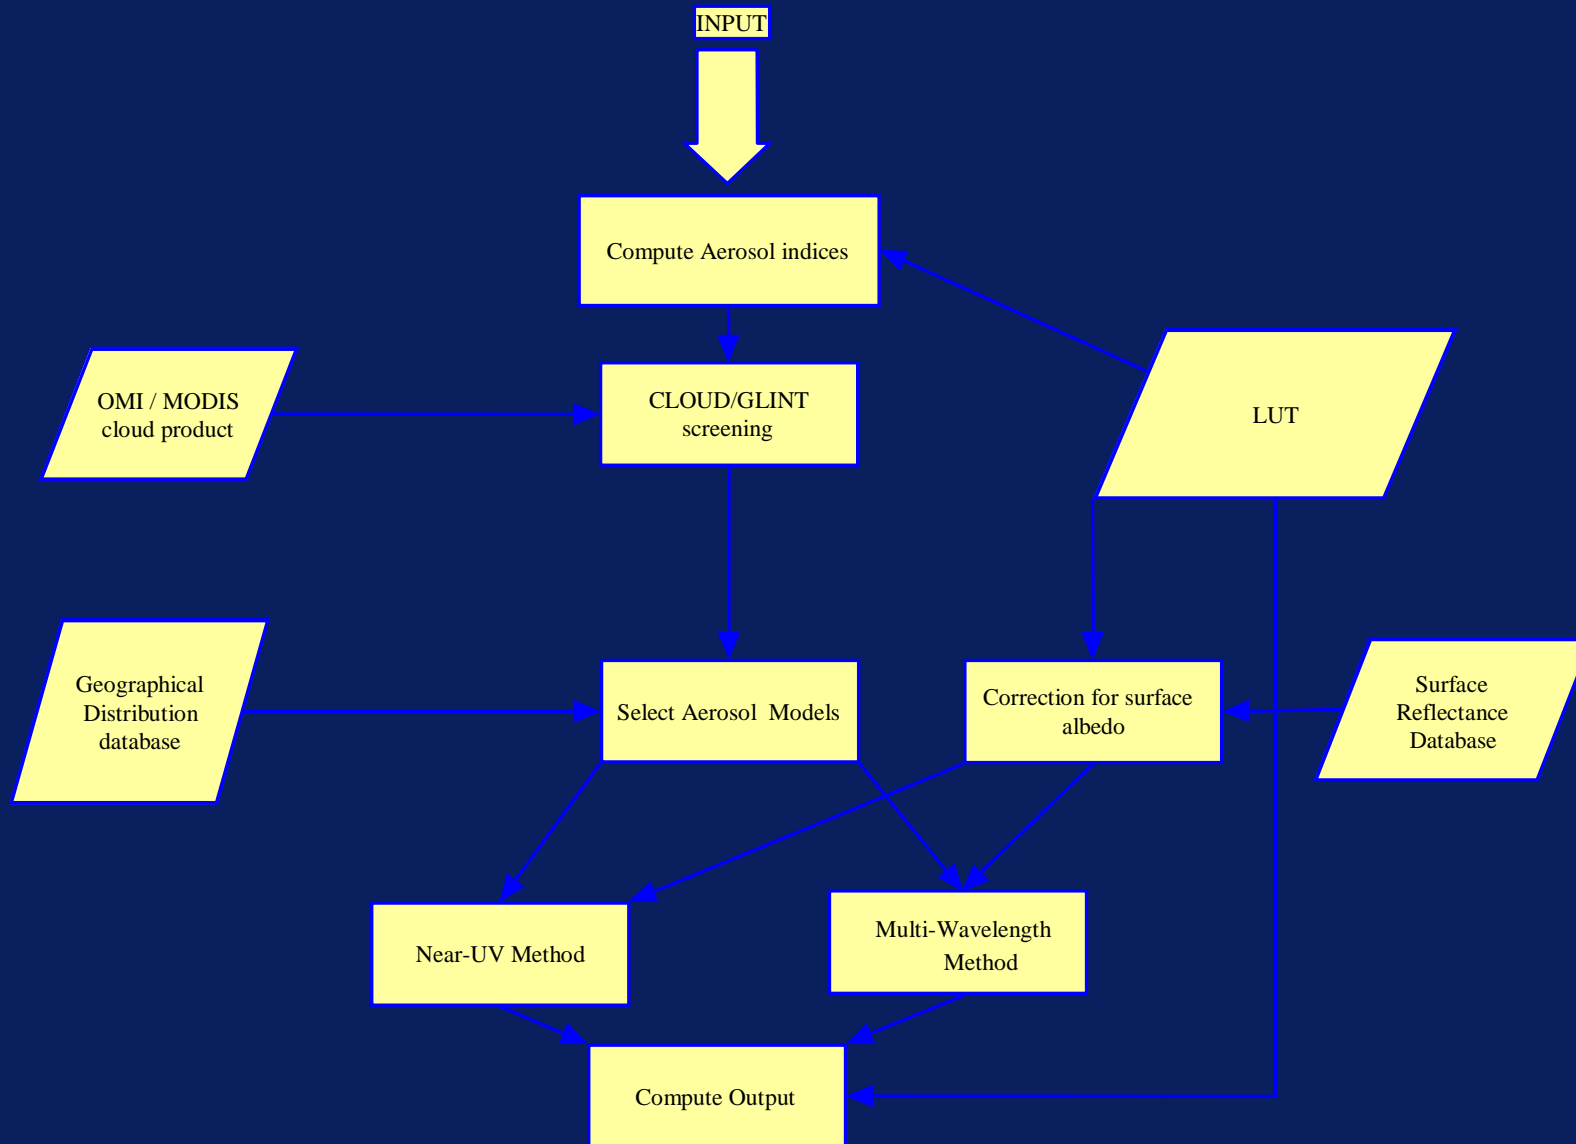 INPUT
Compute Aerosol indices
OMI / MODIS
cloud product
CLOUD/GLINT
screening
LUT
Geographical
Distribution
database
Select Aerosol Models
Correction for surface
albedo
Surface
Reflectance
Database
Near-UV Method
Multi-Wavelength
Method
Compute Output